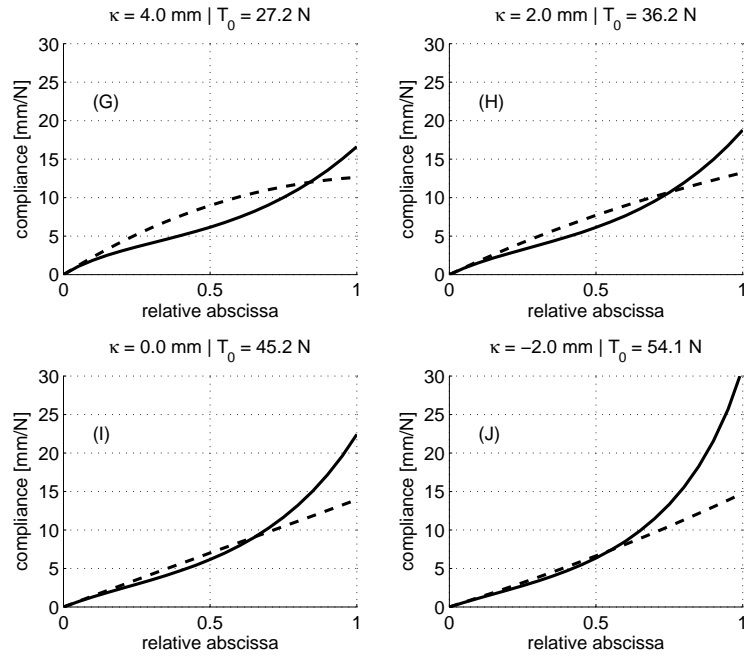 κ = 4.0 mm | T0 = 27.2 N
30
25
20
15
10
5
0
compliance [mm/N]
(G)
0
0.5
1
relative abscissa
κ = 2.0 mm | T0 = 36.2 N
30
25
20
15
10
5
0
compliance [mm/N]
(H)
0
0.5
1
relative abscissa
κ = 0.0 mm | T0 = 45.2 N
30
25
20
15
10
5
0
compliance [mm/N]
(I)
0
0.5
1
relative abscissa
κ = −2.0 mm | T0 = 54.1 N
30
25
20
15
10
5
0
compliance [mm/N]
(J)
0
0.5
1
relative abscissa